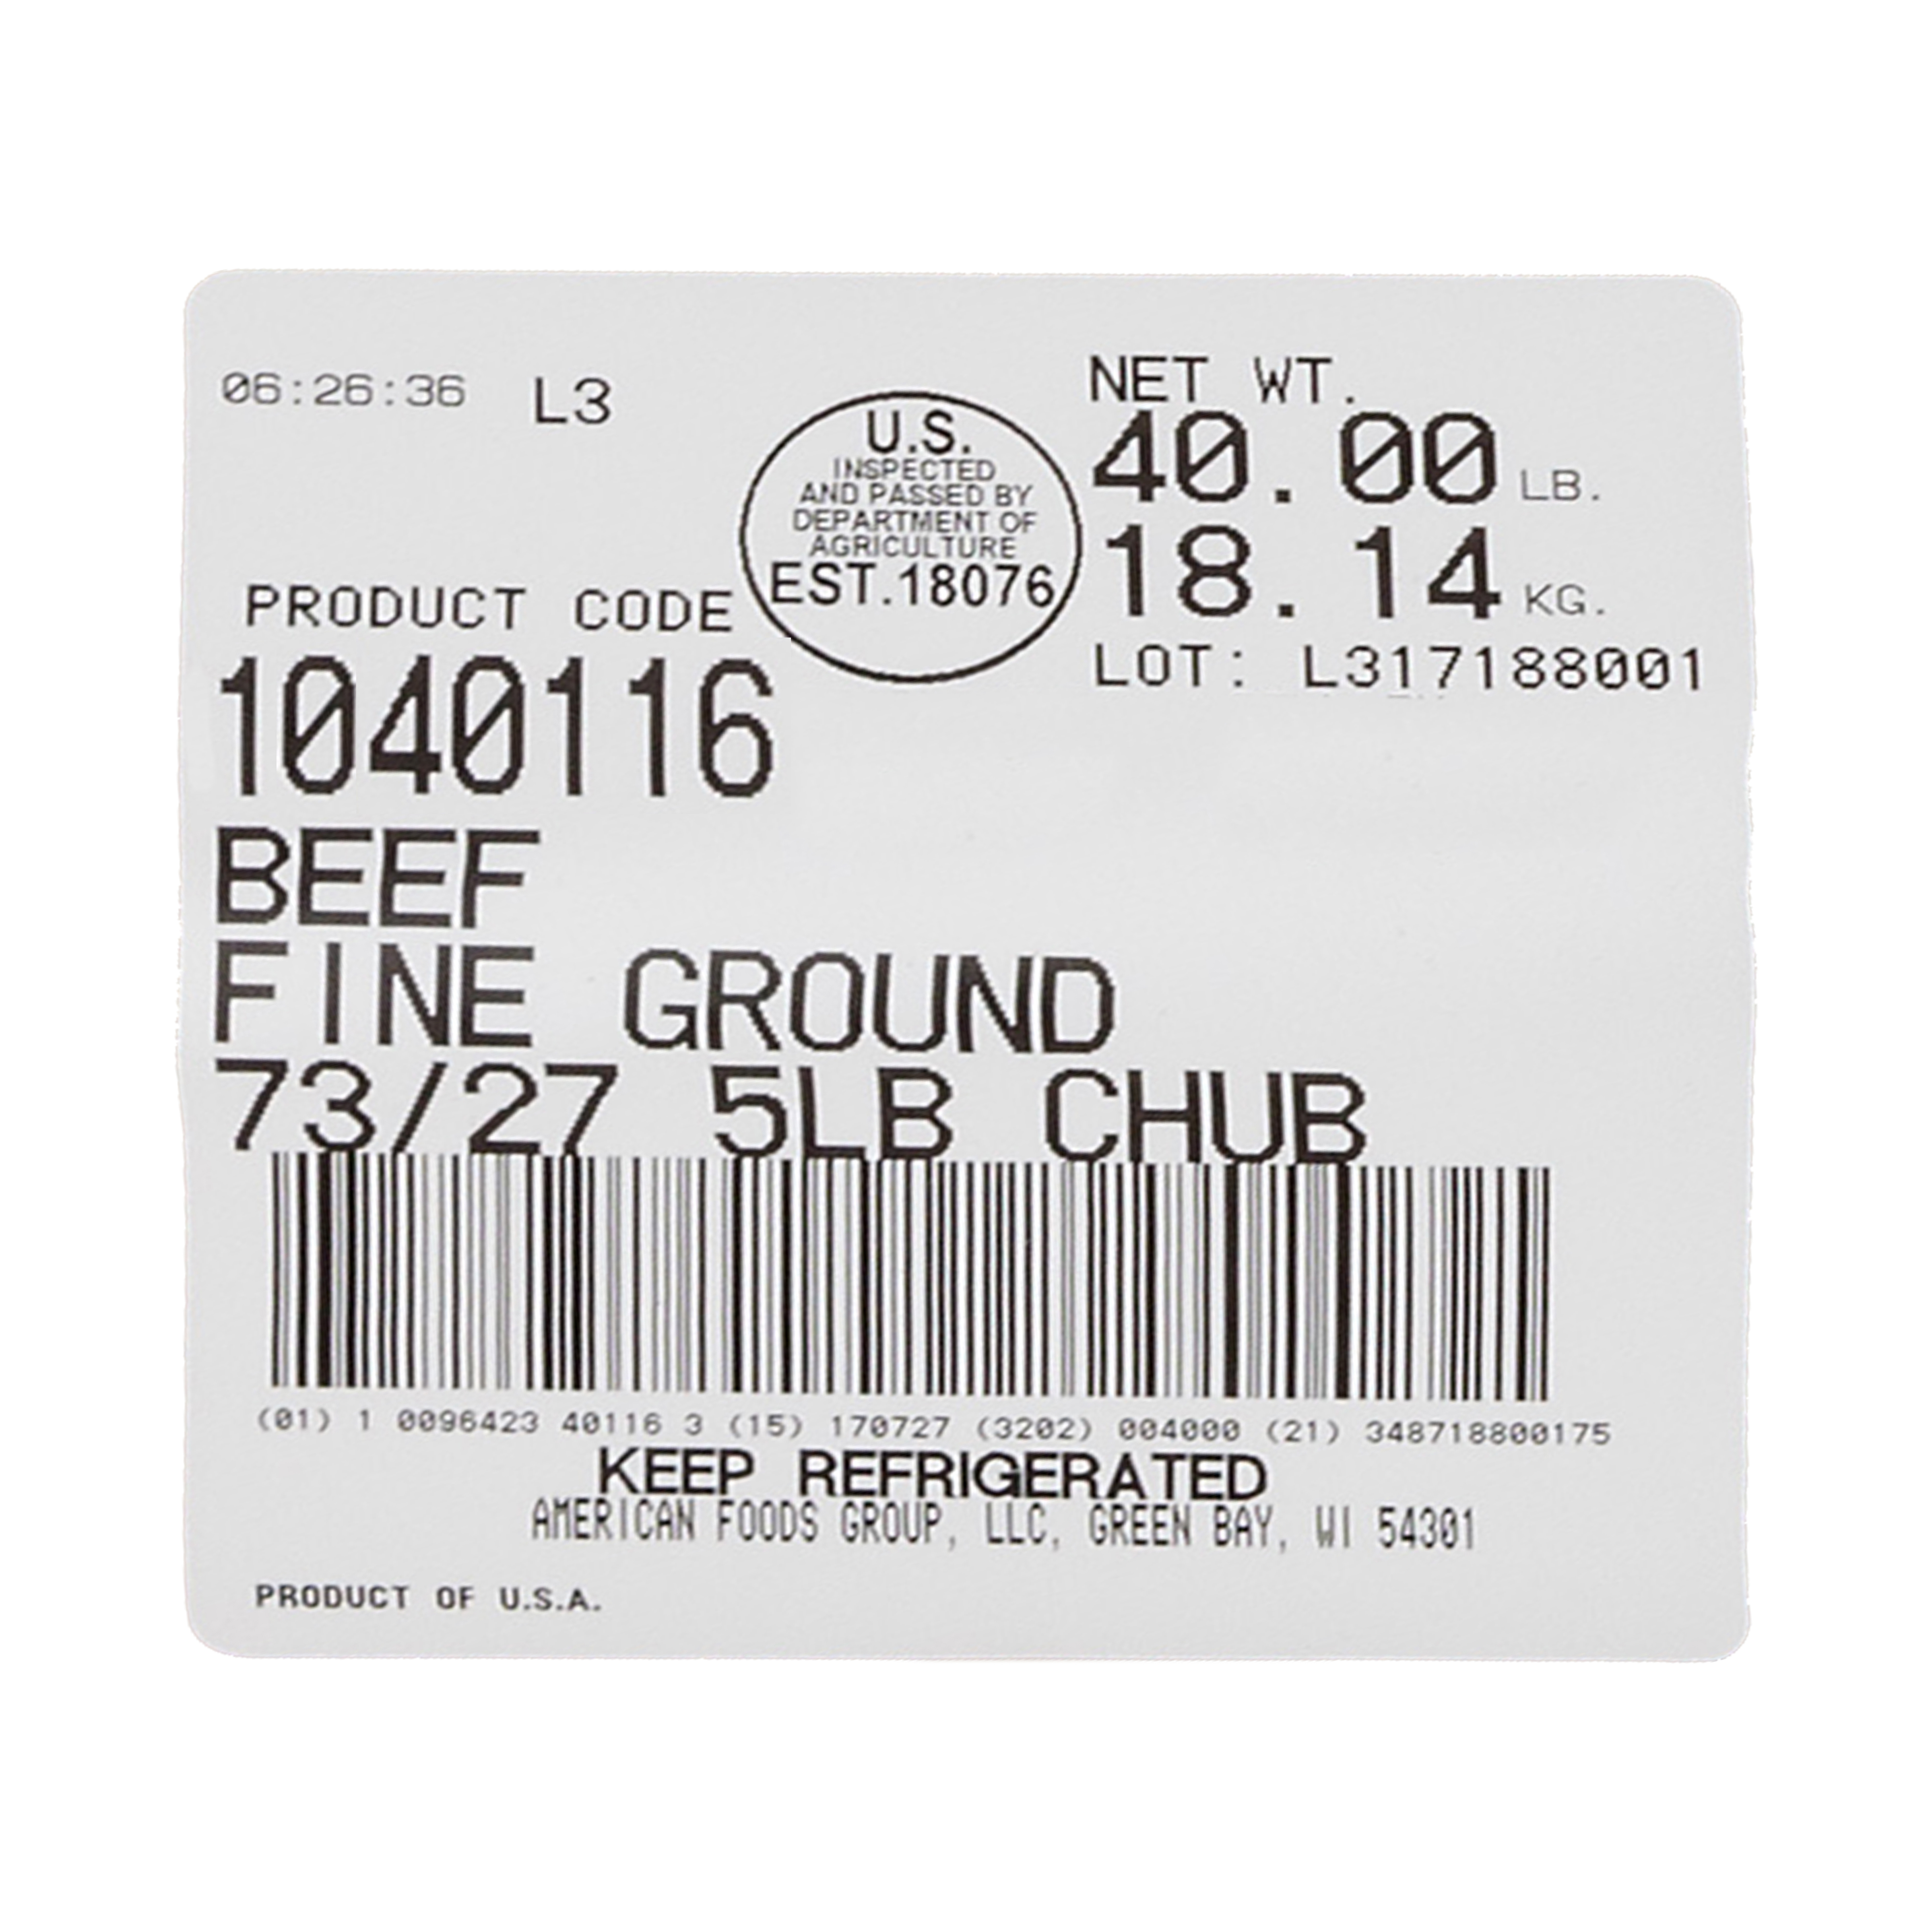 06:26:36 L3
NET WT.
40.00 LB.
18.14 KG.
LOT: L317188001
U.S.
INSPECTED
AND PASSED BY
DEPARTMENT OF
AGRICULTURE
EST.18076
PRODUCT CODE
1040116
BEEF
FINE GROUND
73/27 5LB CHUB
(01) 1 0096423 40116 3 (15) 170727 (3202) 004000 (21) 348718800175
KEEP REFRIGERATED
AMERICAN FOODS GROUP, LLC, GREEN BAY, WI 54301
PRODUCT OF U.S.A.